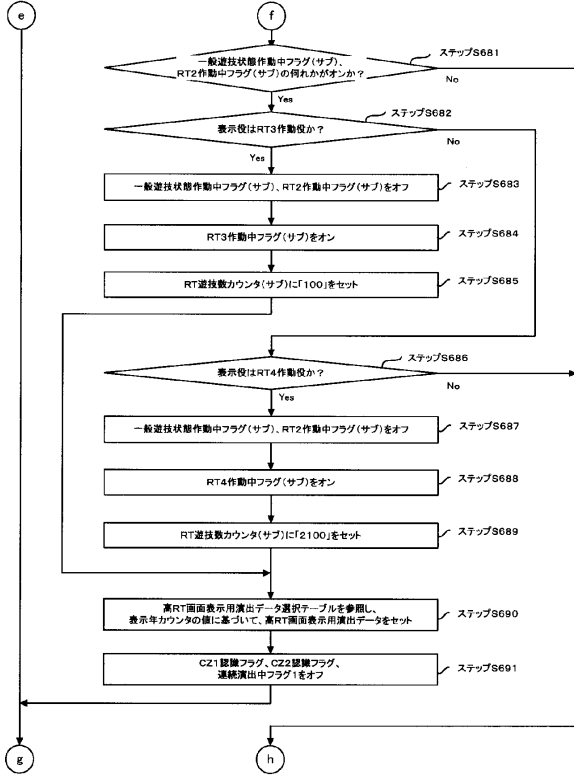 e
f
一般遊技状態作動中フラグ(サブ)、
RT2作動中フラグ(サブ)の何れかがオンか？
ステップS681
No
Yes
表示役はRT3作動役か？
ステップS682
No
Yes
一般遊技状態作動中フラグ(サブ)、RT2作動中フラグ(サブ)をオフ
ステップS683
RT3作動中フラグ(サブ)をオン
ステップS684
RT遊技数カウンタ(サブ)に「100」をセット
ステップS685
表示役はRT4作動役か？
ステップS686
No
Yes
一般遊技状態作動中フラグ(サブ)、RT2作動中フラグ(サブ)をオフ
ステップS687
RT4作動中フラグ(サブ)をオン
ステップS688
RT遊技数カウンタ(サブ)に「2100」をセット
ステップS689
高RT画面表示用演出データ選択テーブルを参照し、
表示年カウンタの値に基づいて、高RT画面表示用演出データをセット
ステップS690
CZ1認識フラグ、CZ2認識フラグ、
連続演出中フラグ1をオフ
ステップS691
g
h